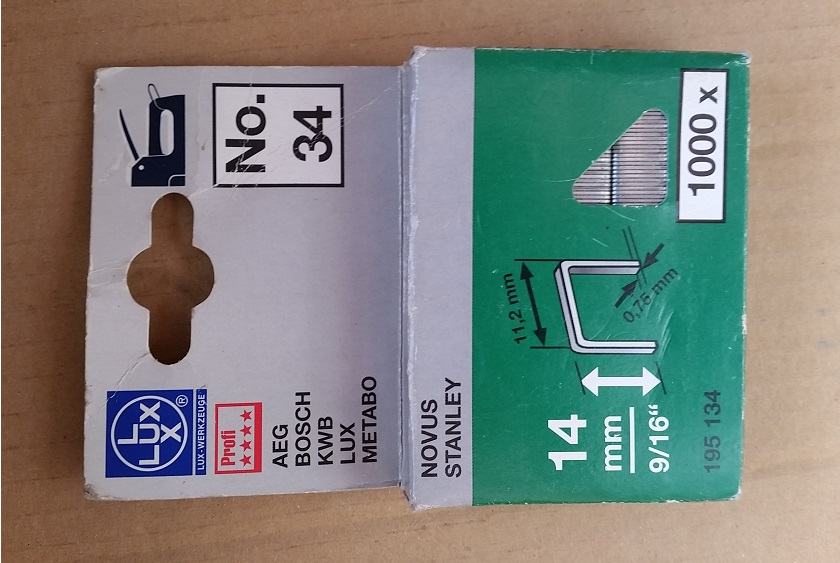 L
LUX
X
®
LUX-WERKZEUGE
Profi
★★★★
No.
34
AEG
BOSCH
KWB
LUX
METABO
NOVUS
STANLEY
1000 x
11,2 mm
0,75 mm
14
mm
9/16“
195 134